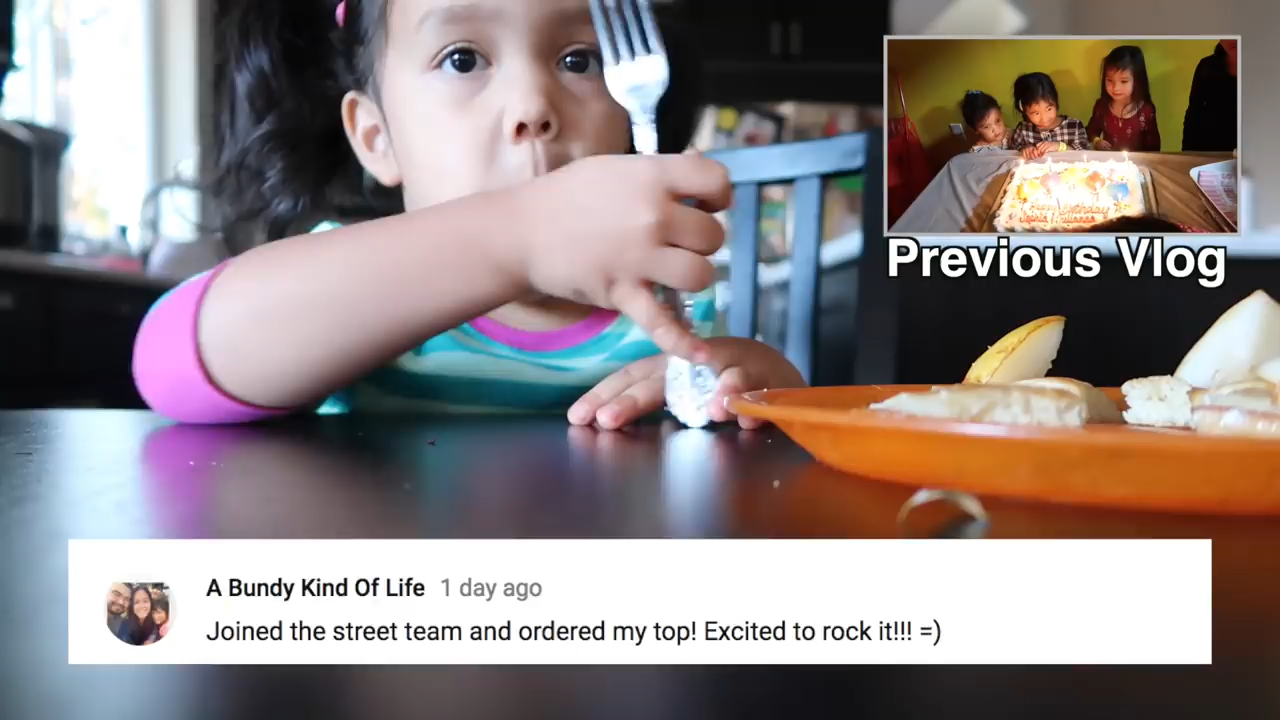 Previous Vlog
A Bundy Kind Of Life 1 day ago
Joined the street team and ordered my top! Excited to rock it!!! =)